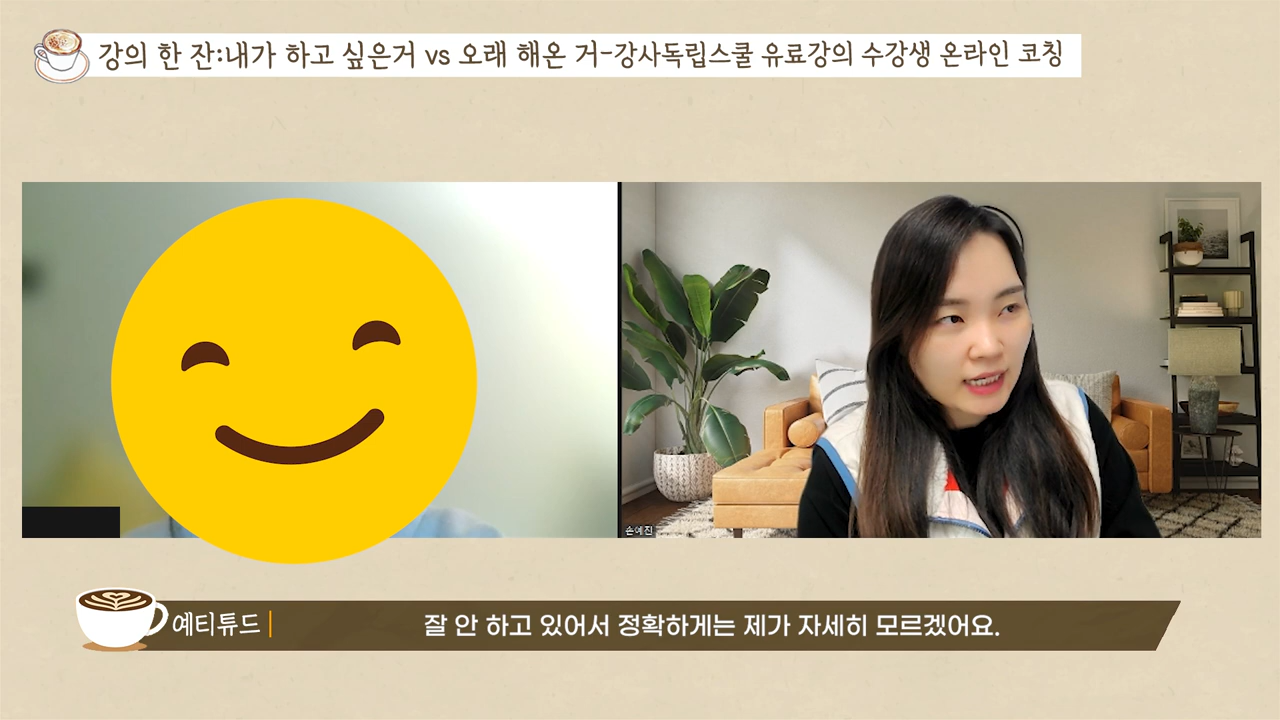 강의 한 잔:내가 하고 싶은거 vs 오래 해온 거-강사독립스쿨 유료강의 수강생 온라인 코칭
손예진
예티튜드
잘 안 하고 있어서 정확하게는 제가 자세히 모르겠어요.